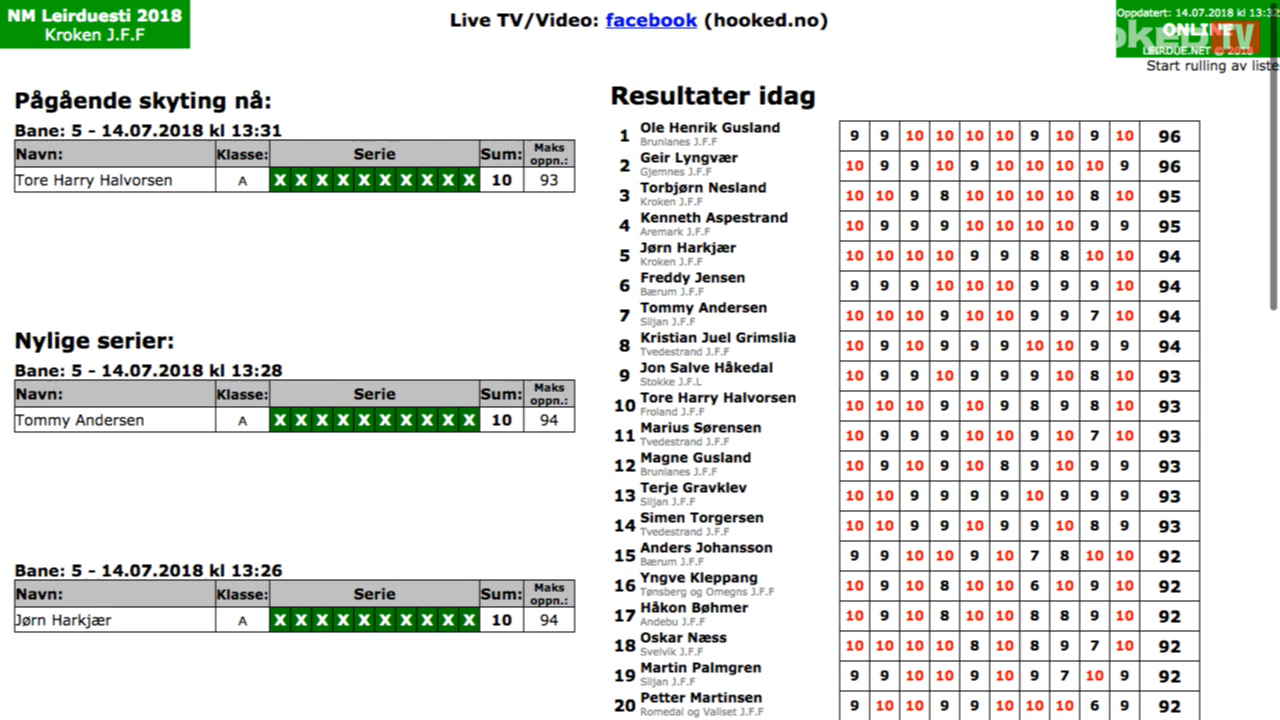 NM Leirduesti 2018
Kroken J.F.F
Live TV/Video: facebook (hooked.no)
Oppdatert: 14.07.2018 kl 13:32
ONLINE
LEIRDUE.NET © 2018
TV
Start rulling av liste
Pågående skyting nå:
Bane: 5 - 14.07.2018 kl 13:31
Navn: Klasse: Serie Sum: Maks oppn.:
Tore Harry Halvorsen A X X X X X X X X X X 10 93
Nylige serier:
Bane: 5 - 14.07.2018 kl 13:28
Navn: Klasse: Serie Sum: Maks oppn.:
Tommy Andersen A X X X X X X X X X X 10 94
Bane: 5 - 14.07.2018 kl 13:26
Navn: Klasse: Serie Sum: Maks oppn.:
Jørn Harkjær A X X X X X X X X X X 10 94
Resultater idag
1 Ole Henrik Gusland 9 9 10 10 10 10 9 10 9 10 96
Brunlanes J.F.F
2 Geir Lyngvær 10 9 9 10 9 10 10 10 10 9 96
Gjemnes J.F.F
3 Torbjørn Nesland 10 10 9 8 10 10 10 10 8 10 95
Kroken J.F.F
4 Kenneth Aspestrand 10 9 9 9 10 10 10 10 9 9 95
Aremark J.F.F
5 Jørn Harkjær 10 10 10 10 9 9 8 8 10 10 94
Kroken J.F.F
6 Freddy Jensen 9 9 9 10 10 10 9 9 9 10 94
Bærum J.F.F
7 Tommy Andersen 10 10 10 9 10 10 9 9 7 10 94
Siljan J.F.F
8 Kristian Juel Grimslia 10 9 10 9 9 9 10 10 9 9 94
Tvedestrand J.F.F
9 Jon Salve Håkedal 10 9 9 10 9 9 9 10 8 10 93
Stokke J.F.L
10 Tore Harry Halvorsen 10 10 10 9 10 9 8 9 8 10 93
Froland J.F.F
11 Marius Sørensen 10 9 9 9 10 10 9 10 7 10 93
Tvedestrand J.F.F
12 Magne Gusland 10 9 10 9 10 8 9 10 9 9 93
Brunlanes J.F.F
13 Terje Gravklev 10 10 9 9 9 9 10 9 9 9 93
Siljan J.F.F
14 Simen Torgersen 10 10 9 9 10 9 9 10 8 9 93
Tvedestrand J.F.F
15 Anders Johansson 9 9 10 10 9 10 7 8 10 10 92
Bærum J.F.F
16 Yngve Kleppang 10 9 10 8 10 10 6 10 9 10 92
Tønsberg og Omegns J.F.F
17 Håkon Bøhmer 10 9 10 8 10 10 8 8 9 10 92
Andebu J.F.F
18 Oskar Næss 10 10 10 10 8 10 8 9 7 10 92
Svelvik J.F.F
19 Martin Palmgren 9 9 10 10 9 10 9 7 10 9 92
Siljan J.F.F
20 Petter Martinsen 9 10 10 9 9 10 10 10 6 9 92
Romedal og Vallset J.F.F